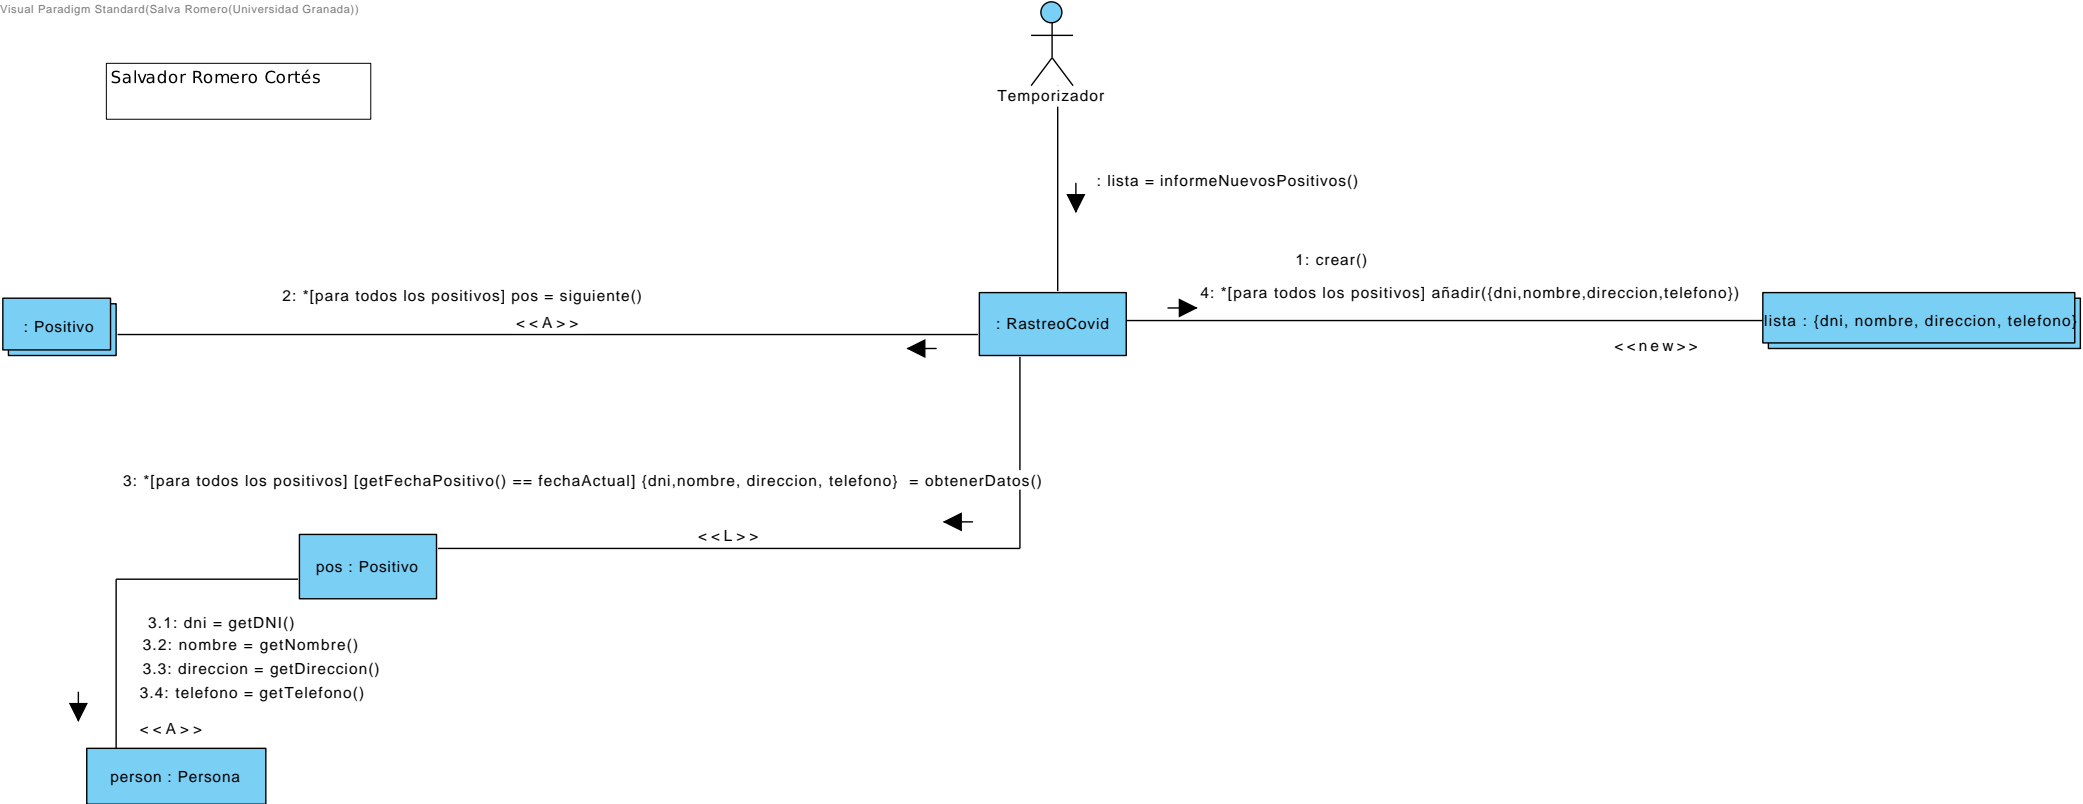 Visual Paradigm Standard(Salva Romero(Universidad Granada))
Salvador Romero Cortés
Temporizador
: lista = informeNuevosPositivos()
1: crear()
2: *[para todos los positivos] pos = siguiente()
4: *[para todos los positivos] añadir({dni,nombre,direccion,telefono})
: Positivo
<<A>>
: RastreoCovid
lista : {dni, nombre, direccion, telefono}
<<new>>
3: *[para todos los positivos] [getFechaPositivo() == fechaActual] {dni,nombre, direccion, telefono}  = obtenerDatos()
<<L>>
pos : Positivo
3.1: dni = getDNI()
3.2: nombre = getNombre()
3.3: direccion = getDireccion()
3.4: telefono = getTelefono()
<<A>>
person : Persona